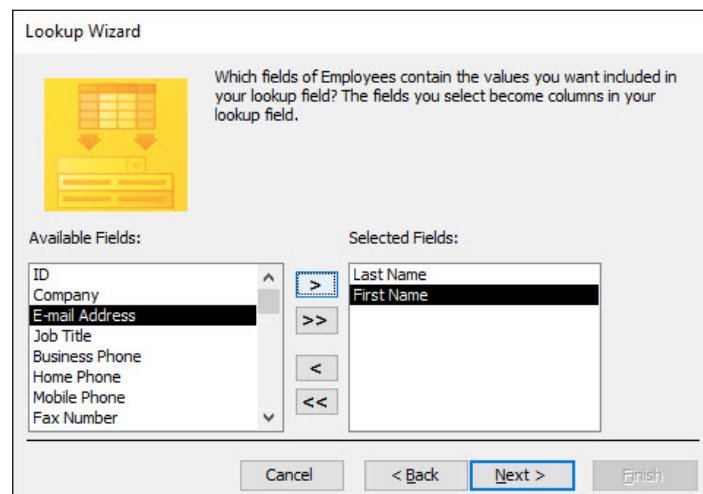 Lookup Wizard
Which fields of Employees contain the values you want included in
your lookup field? The fields you select become columns in your
lookup field.
Available Fields:
Selected Fields:
ID
Company
E-mail Address
Job Title
Business Phone
Home Phone
Mobile Phone
Fax Number
>
>>
<
<<
Last Name
First Name
Cancel
< Back
Next >
Finish